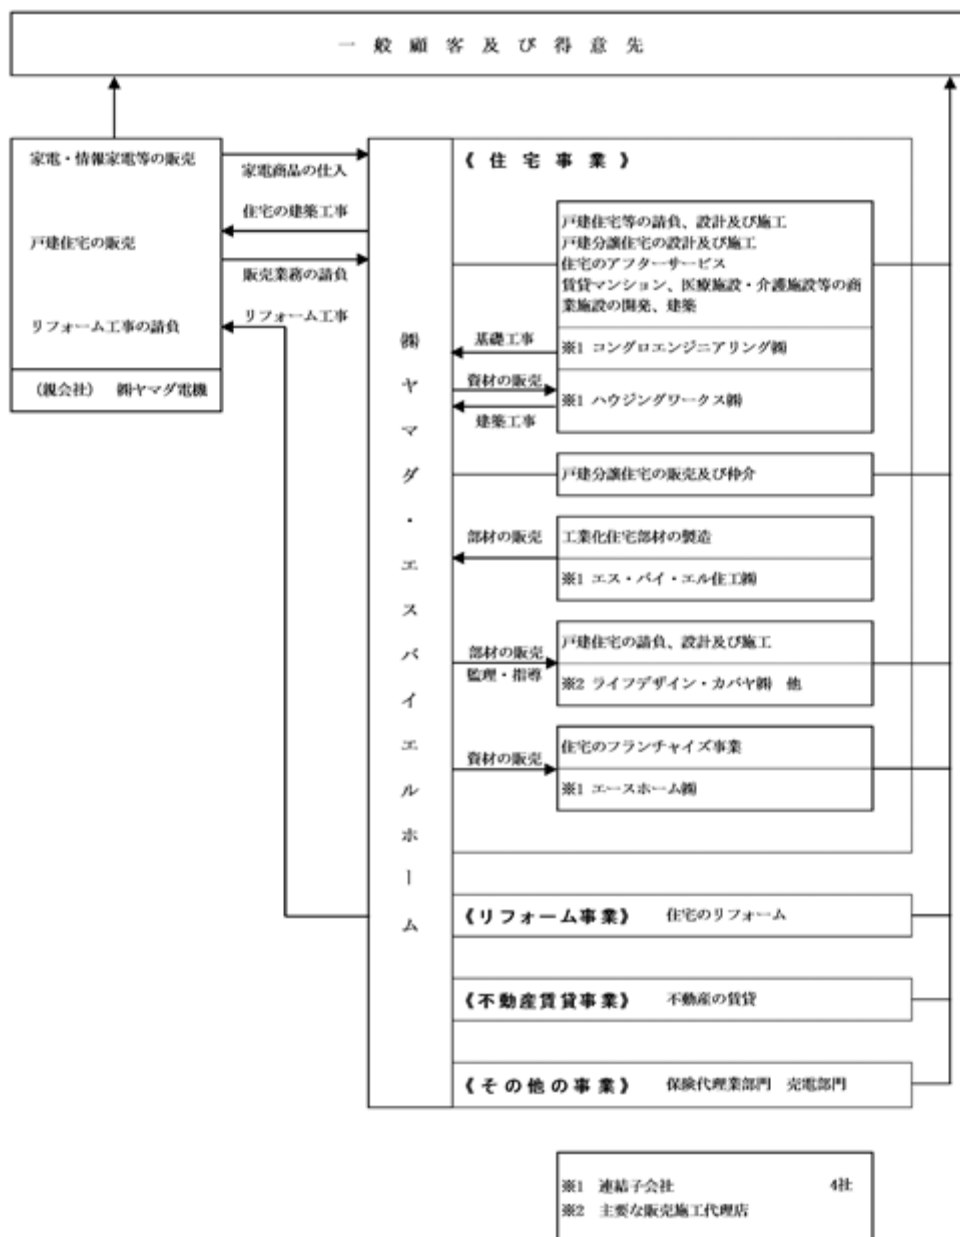 一般顧客及び得意先
家電・情報家電等の販売
戸建住宅の販売
リフォーム工事の請負
（親会社）　㈱ヤマダ電機
家電商品の仕入
住宅の建築工事
販売業務の請負
リフォーム工事
㈱ヤマダ・エスバイエルホーム
《住宅事業》
戸建住宅等の請負、設計及び施工
戸建分譲住宅の設計及び施工
住宅のアフターサービス
賃貸マンション、医療施設・介護施設等の商
業施設の開発、建築
基礎工事
※1 コングロエンジニアリング㈱
資材の販売
※1 ハウジングワークス㈱
建築工事
戸建分譲住宅の販売及び仲介
部材の販売
工業化住宅部材の製造
※1 エス・バイ・エル住工㈱
戸建住宅の請負、設計及び施工
部材の販売
監理・指導
※2 ライフデザイン・カバヤ㈱　他
住宅のフランチャイズ事業
資材の販売
※1 エースホーム㈱
《リフォーム事業》　住宅のリフォーム
《不動産賃貸事業》　不動産の賃貸
《その他の事業》　保険代理業部門　売電部門
※1　連結子会社　4社
※2　主要な販売施工代理店